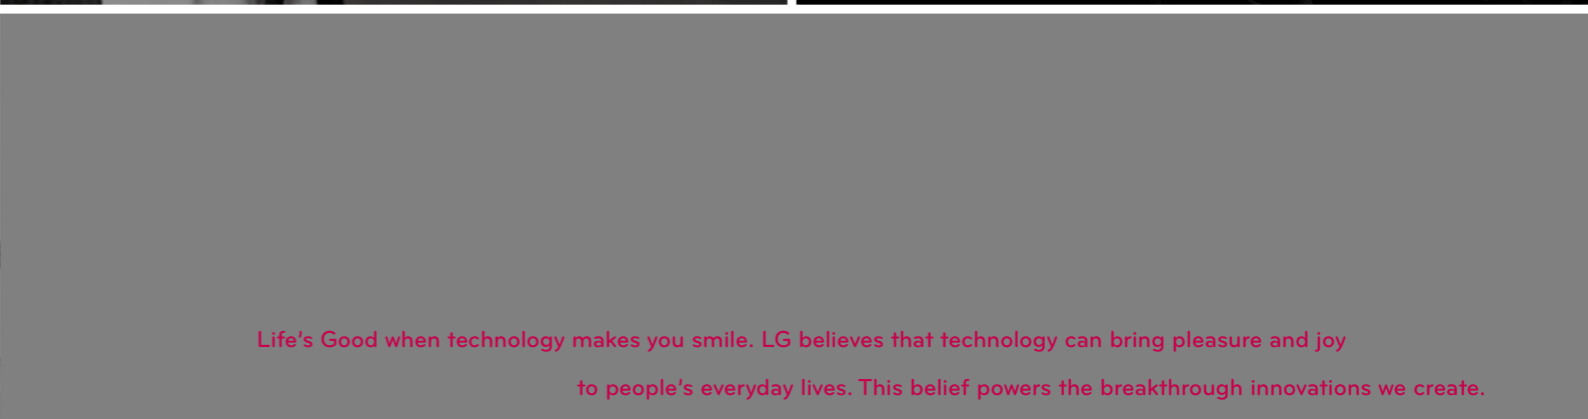 Life's Good when technology makes you smile. LG believes that technology can bring pleasure and joy
to people's everyday lives. This belief powers the breakthrough innovations we create.